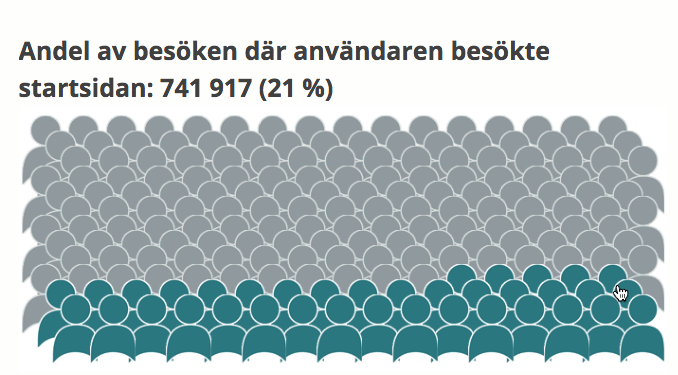 Andel av besöken där användaren besökte
startsidan: 741 917 (21 %)